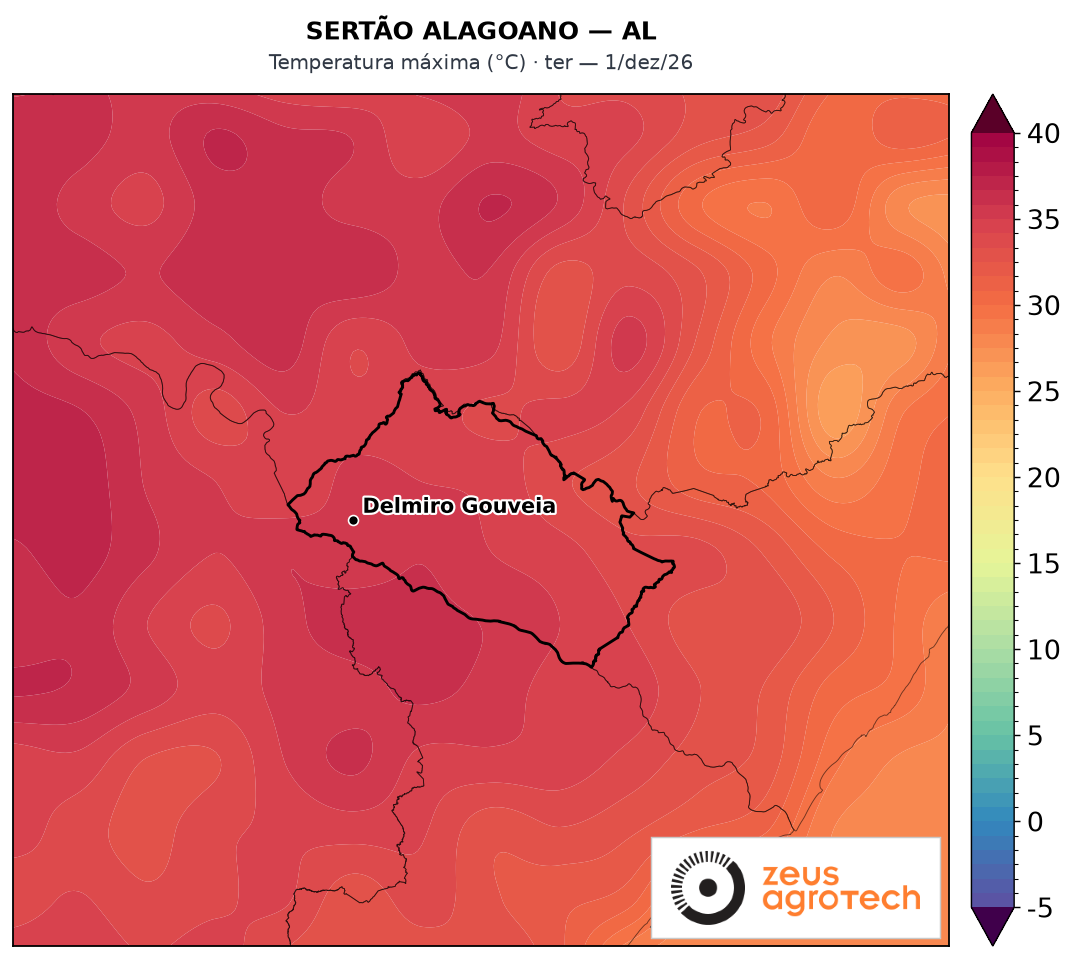 SERTÃO ALAGOANO — AL
Temperatura máxima (°C) · ter — 1/dez/26
40
35
30
25
20
15
10
5
0
-5
Delmiro Gouveia
zeus
agrotech